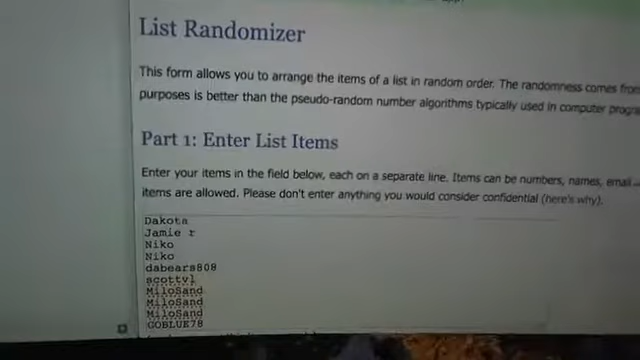 List Randomizer
This form allows you to arrange the items of a list in random order. The randomness comes from
purposes is better than the pseudo-random number algorithms typically used in computer
Part 1: Enter List Items
Enter your items in the field below, each on a separate line. Items can be numbers, names, email
items are allowed. Please don't enter anything you would consider confidential (here's why).
Dakota
Jamie r
Niko
Niko
dabears808
scottvl
MiloSand
MiloSand
MiloSand
GOBLUE78